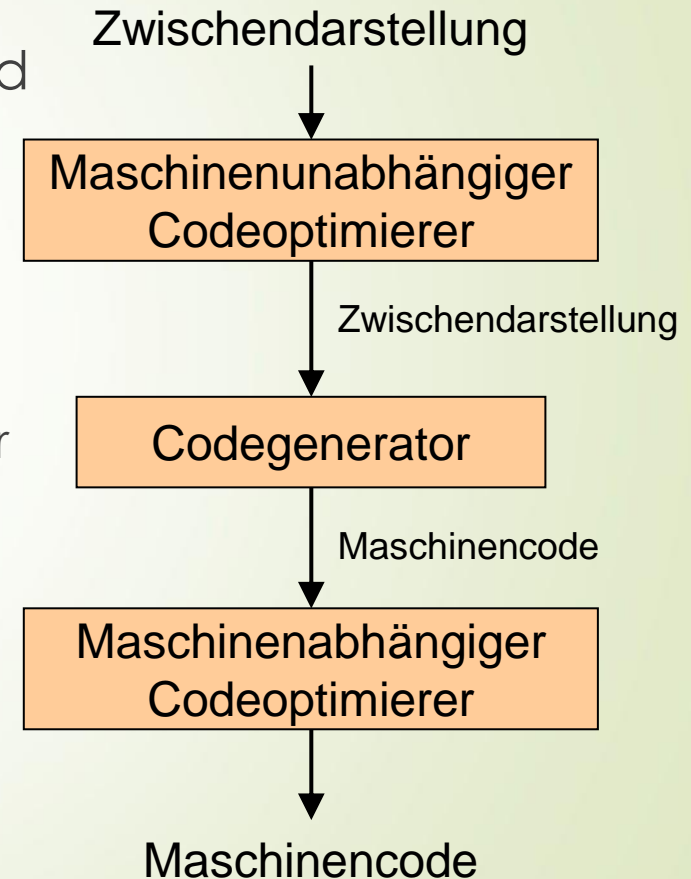 Zwischendarstellung
Maschinenunabhängiger
Codeoptimierer
Zwischendarstellung
Codegenerator
Maschinencode
Maschinenabhängiger
Codeoptimierer
Maschinencode